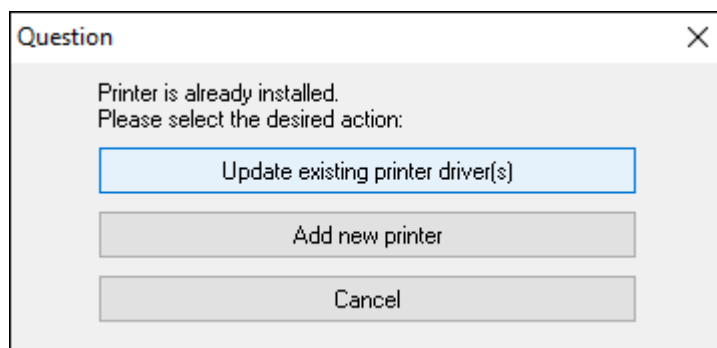 Question
Printer is already installed.
Please select the desired action:
Update existing printer driver(s)
Add new printer
Cancel